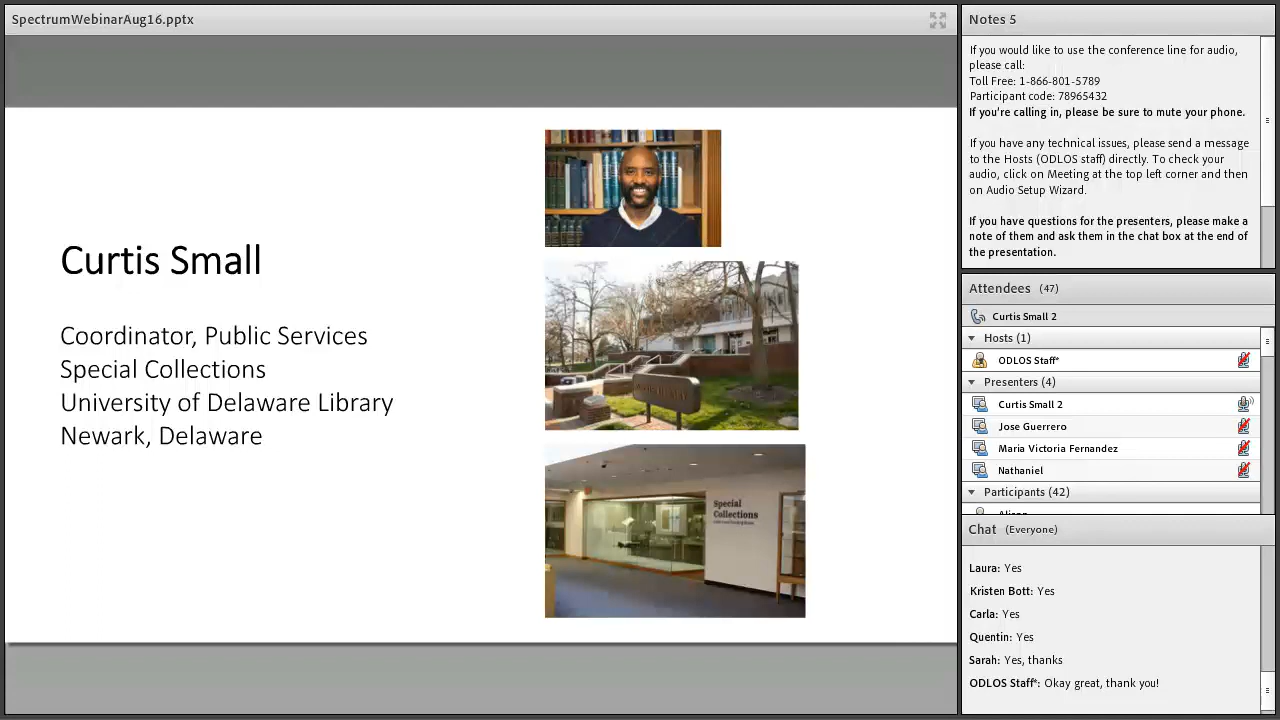 SpectrumWebinarAug16.pptx
Curtis Small
Coordinator, Public Services
Special Collections
University of Delaware Library
Newark, Delaware
Special
Collections
Notes 5
If you would like to use the conference line for audio,
please call:
Toll Free: 1-866-801-5789
Participant code: 78965432
If you're calling in, please be sure to mute your phone.
If you have any technical issues, please send a message
to the Hosts (ODLOS staff) directly. To check your
audio, click on Meeting at the top left corner and then
on Audio Setup Wizard.
If you have questions for the presenters, please make a
note of them and ask them in the chat box at the end of
the presentation.
Attendees (47)
Curtis Small 2
Hosts (1)
ODLOS Staff*
Presenters (4)
Curtis Small 2
Jose Guerrero
Maria Victoria Fernandez
Nathaniel
Participants (42)
Chat (Everyone)
Laura: Yes
Kristen Bott: Yes
Carla: Yes
Quentin: Yes
Sarah: Yes, thanks
ODLOS Staff*: Okay great, thank you!